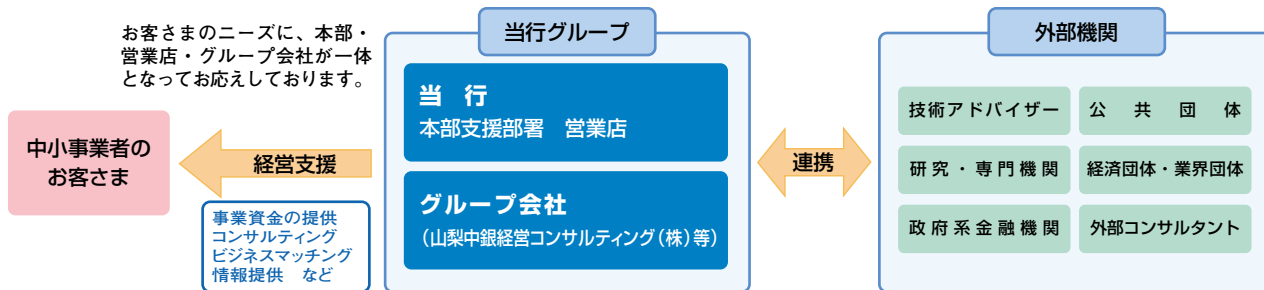 お客さまのニーズに、本部・
営業店・グループ会社が一体
となってお応えしております。
中小事業者の
お客さま
経営支援
事業資金の提供
コンサルティング
ビジネスマッチング
情報提供　など
当行グループ
当　行
本部支援部署　営業店
グループ会社
（山梨中銀経営コンサルティング（株）等）
連携
外部機関
技術アドバイザー
公共団体
研究・専門機関
経済団体・業界団体
政府系金融機関
外部コンサルタント